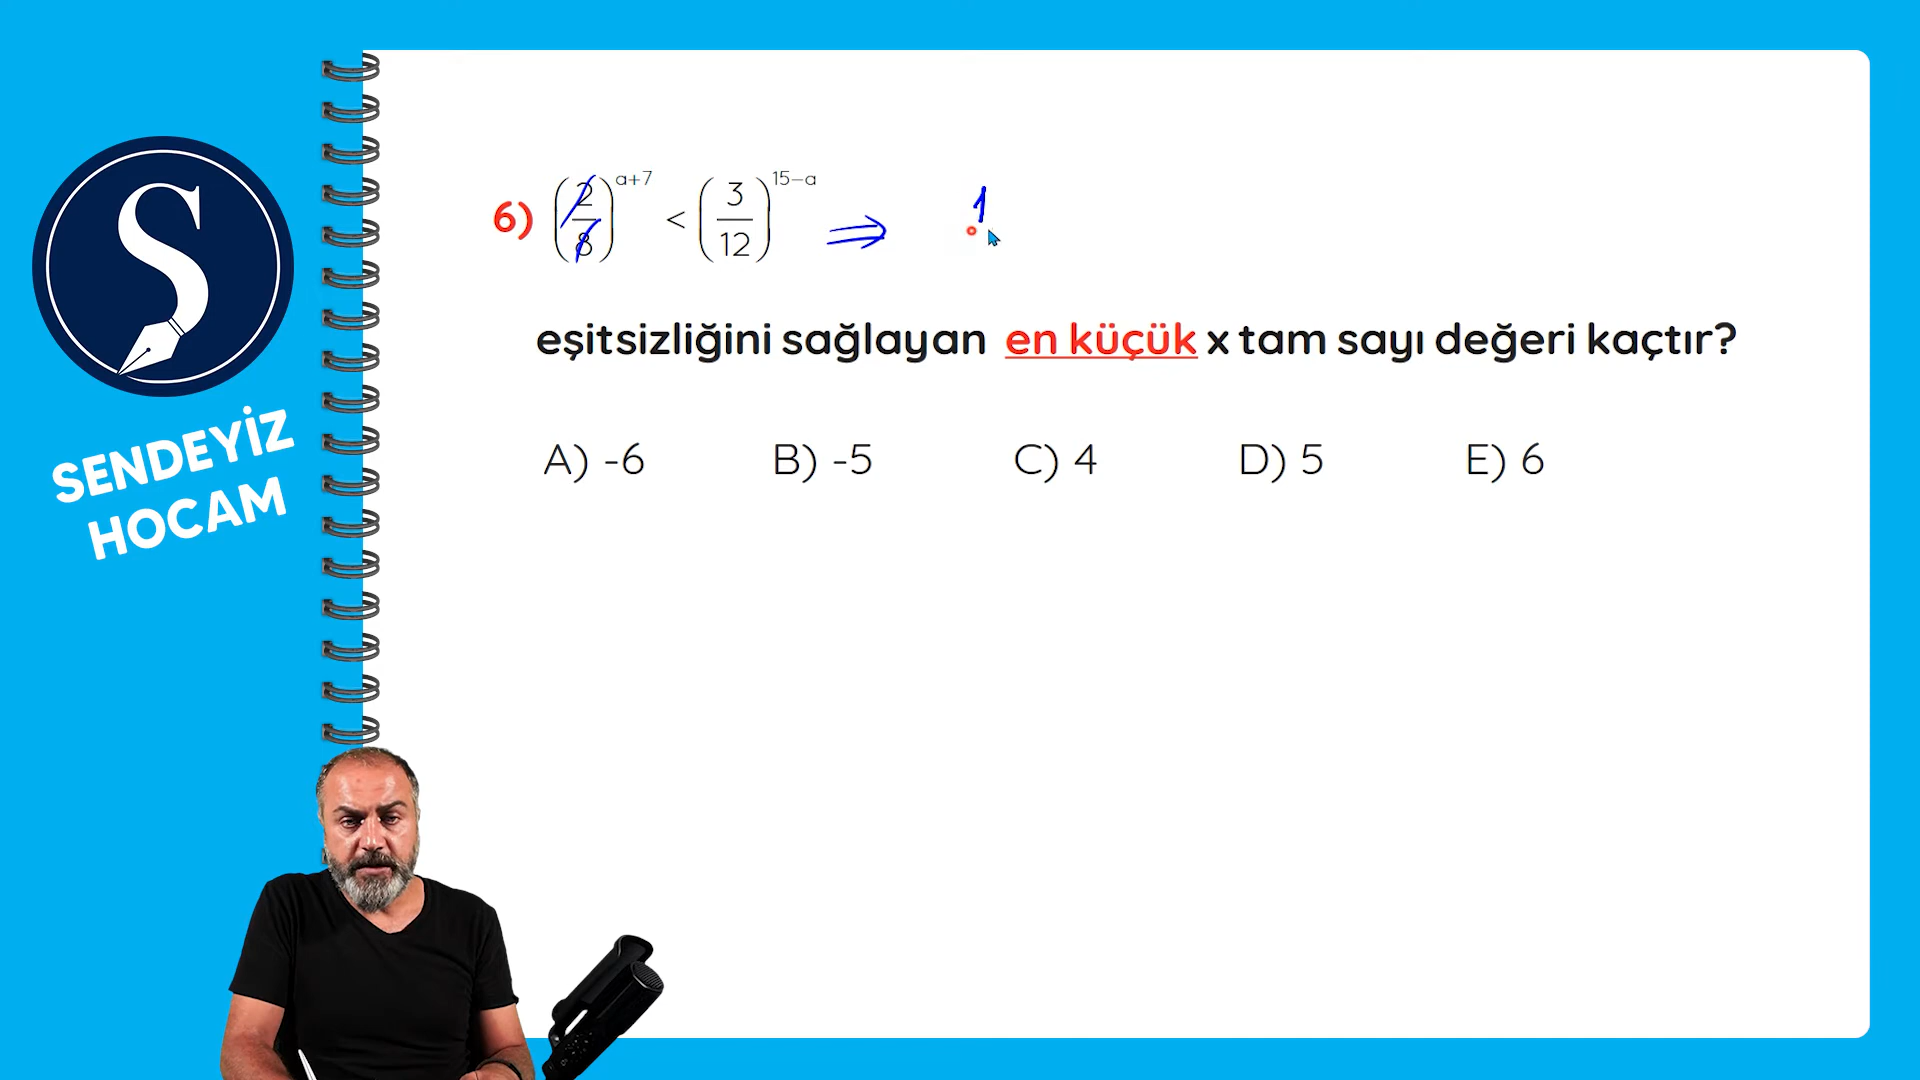 SENDEYİZ
HOCAM
6) (2/8)^(a+7) < (3/12)^(15-a) ⇒ 1
eşitsizliğini sağlayan en küçük x tam sayı değeri kaçtır?
A) -6 B) -5 C) 4 D) 5 E) 6